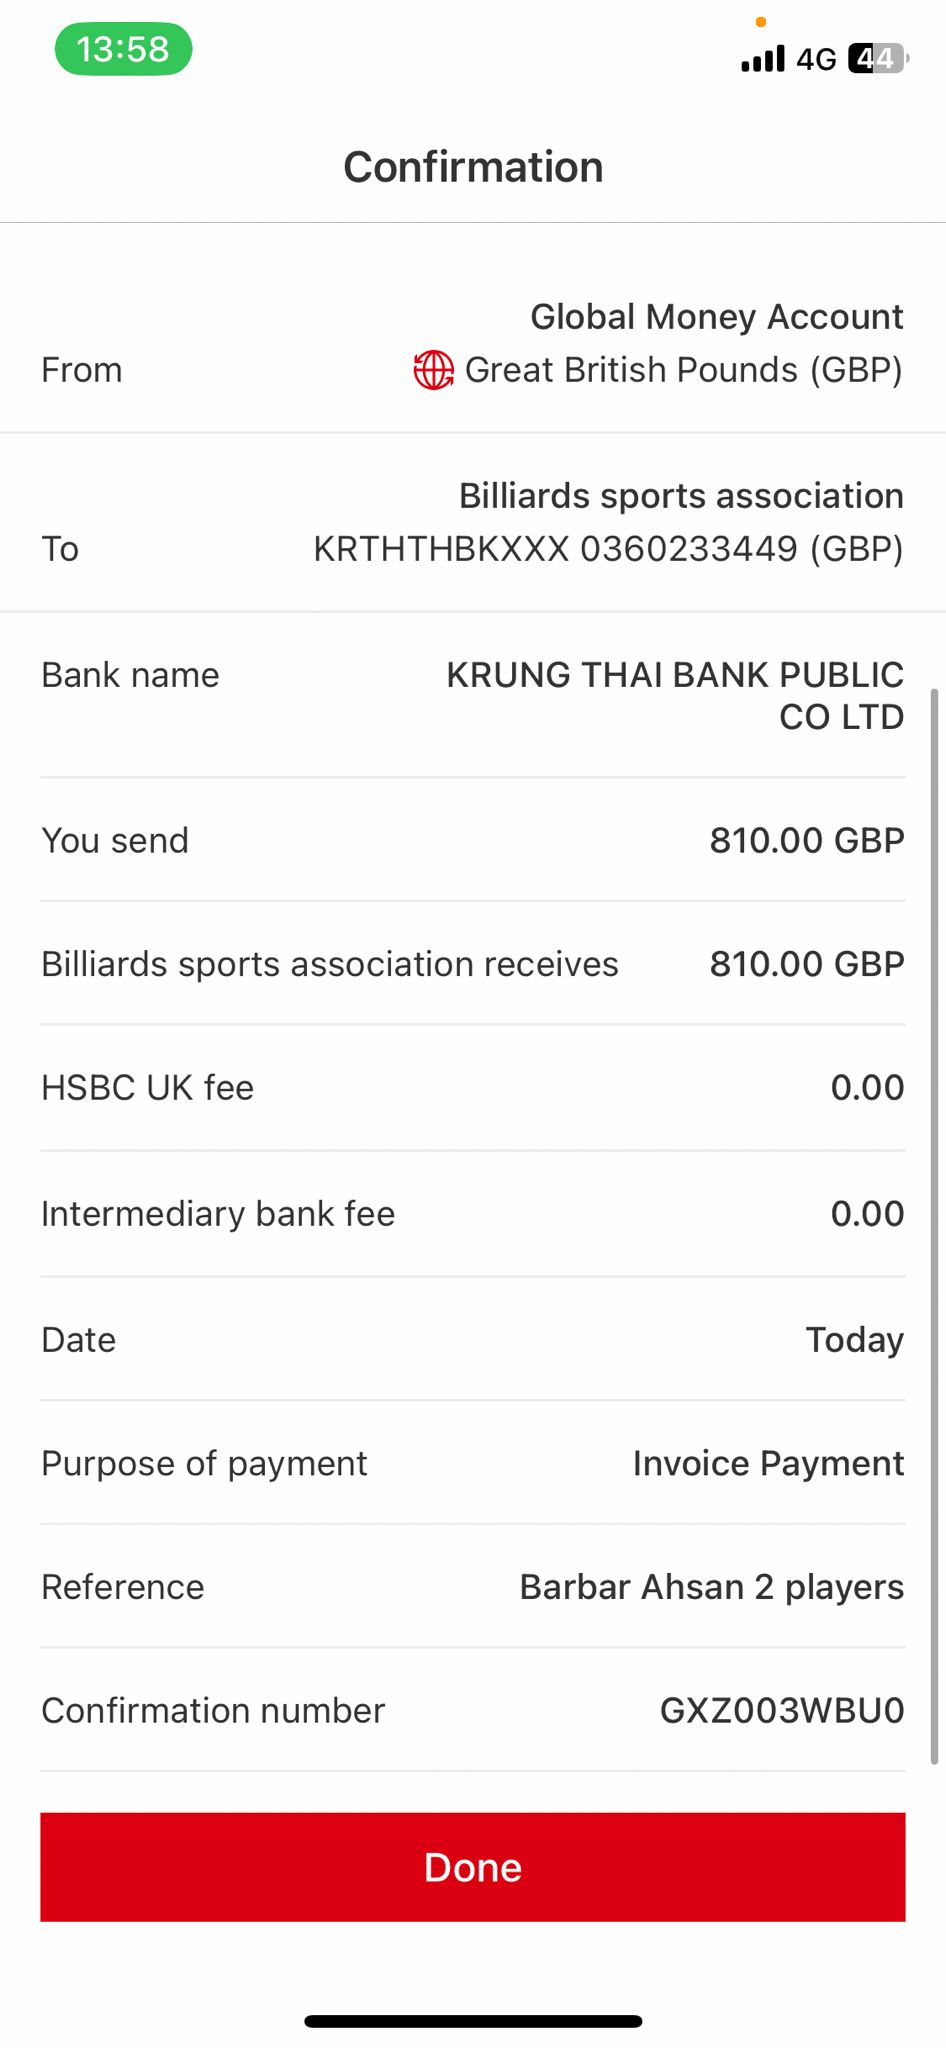 13:58
4G 44
Confirmation
Global Money Account
From
Great British Pounds (GBP)
Billiards sports association
To
KRTHTHBKXXX 0360233449 (GBP)
Bank name
KRUNG THAI BANK PUBLIC
CO LTD
You send
810.00 GBP
Billiards sports association receives
810.00 GBP
HSBC UK fee
0.00
Intermediary bank fee
0.00
Date
Today
Purpose of payment
Invoice Payment
Reference
Barbar Ahsan 2 players
Confirmation number
GXZ003WBU0
Done